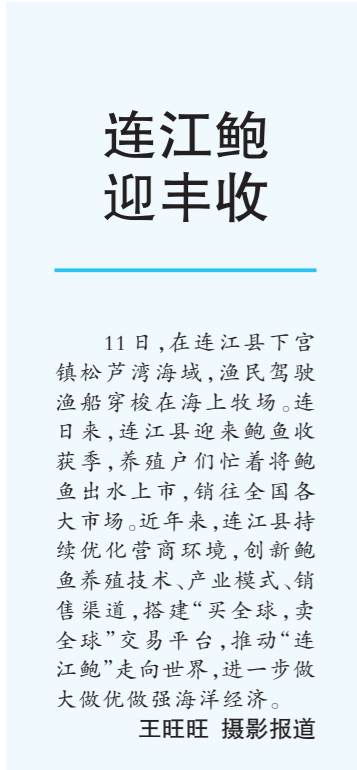 连江鲍
迎丰收
11日，在连江县下宫
镇松芦湾海域，渔民驾驶
渔船穿梭在海上牧场。连
日来，连江县迎来鲍鱼收
获季，养殖户们忙着将鲍
鱼出水上市，销往全国各
大市场。近年来，连江县持
续优化营商环境，创新鲍
鱼养殖技术、产业模式、销
售渠道，搭建“买全球，卖
全球”交易平台，推动“连
江鲍”走向世界，进一步做
大做优做强海洋经济。
王旺旺 摄影报道